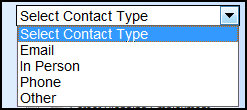 Select Contact Type
Select Contact Type
Email
In Person
Phone
Other